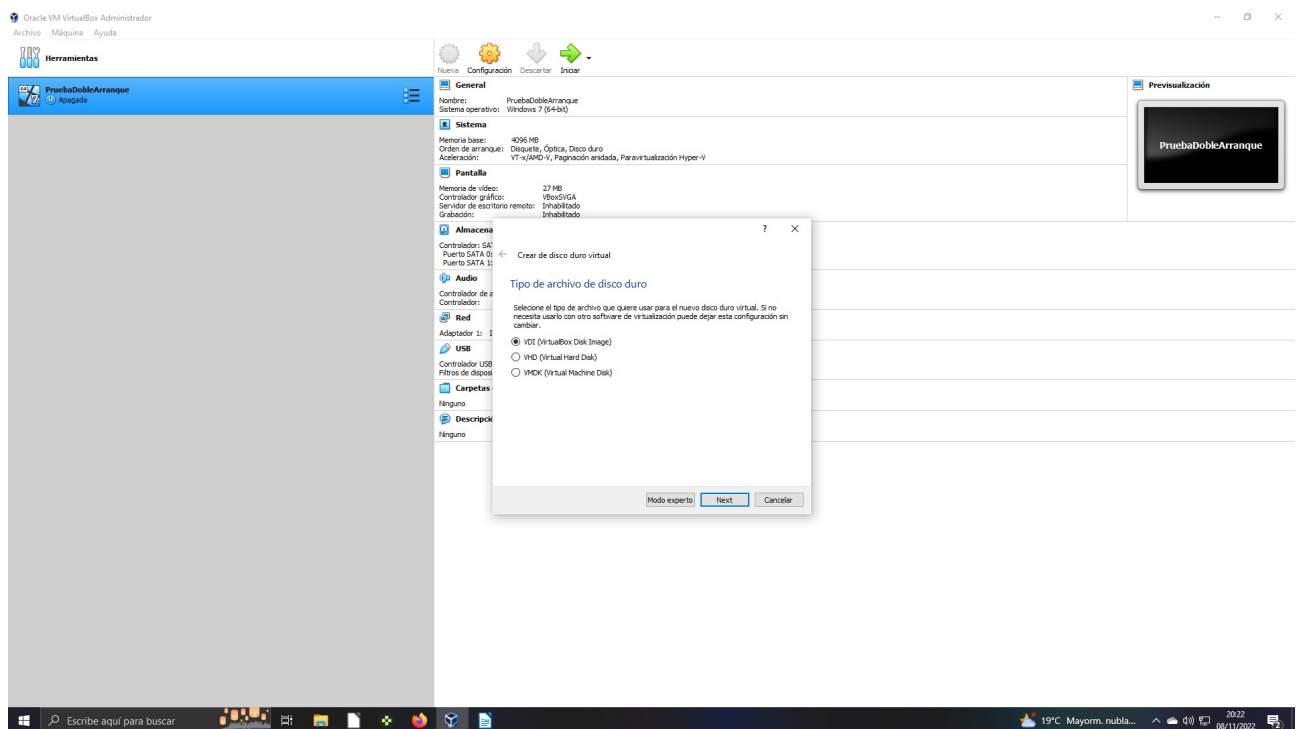 Oracle VM VirtualBox Administrador
Archivo Máquina Ayuda
Herramientas
Nueva Configuración Descartar Iniciar
PruebaDobleArranque
Apagada
General
Nombre: PruebaDobleArranque
Sistema operativo: Windows 7 (64-bit)
Sistema
Memoria base: 4096 MB
Orden de arranque: Disquete, Óptica, Disco duro
Aceleración: VT-x/AMD-V, Paginación anidada, Paravirtualización Hyper-V
Pantalla
Memoria de vídeo: 27 MB
Controlador gráfico: VBoxSVGA
Servidor de escritorio remoto: Inhabilitado
Grabación: Inhabilitado
Almacena
Controlador: SAT
Puerto SATA 0:
Puerto SATA 1:
Audio
Controlador de a
Controlador:
Red
Adaptador 1: I
USB
Controlador USB
Filtros de disposi
Carpetas
Ninguno
Descripció
Ninguno
Previsualización
PruebaDobleArranque
? ×
Crear de disco duro virtual
Tipo de archivo de disco duro
Seleccione el tipo de archivo que quiere usar para el nuevo disco duro virtual. Si no
necesita usarlo con otro software de virtualización puede dejar esta configuración sin
cambiar.
VDI (VirtualBox Disk Image)
VHD (Virtual Hard Disk)
VMDK (Virtual Machine Disk)
Modo experto Next Cancelar
Escribe aquí para buscar
19°C Mayorm. nubla...
20:22
08/11/2022
2